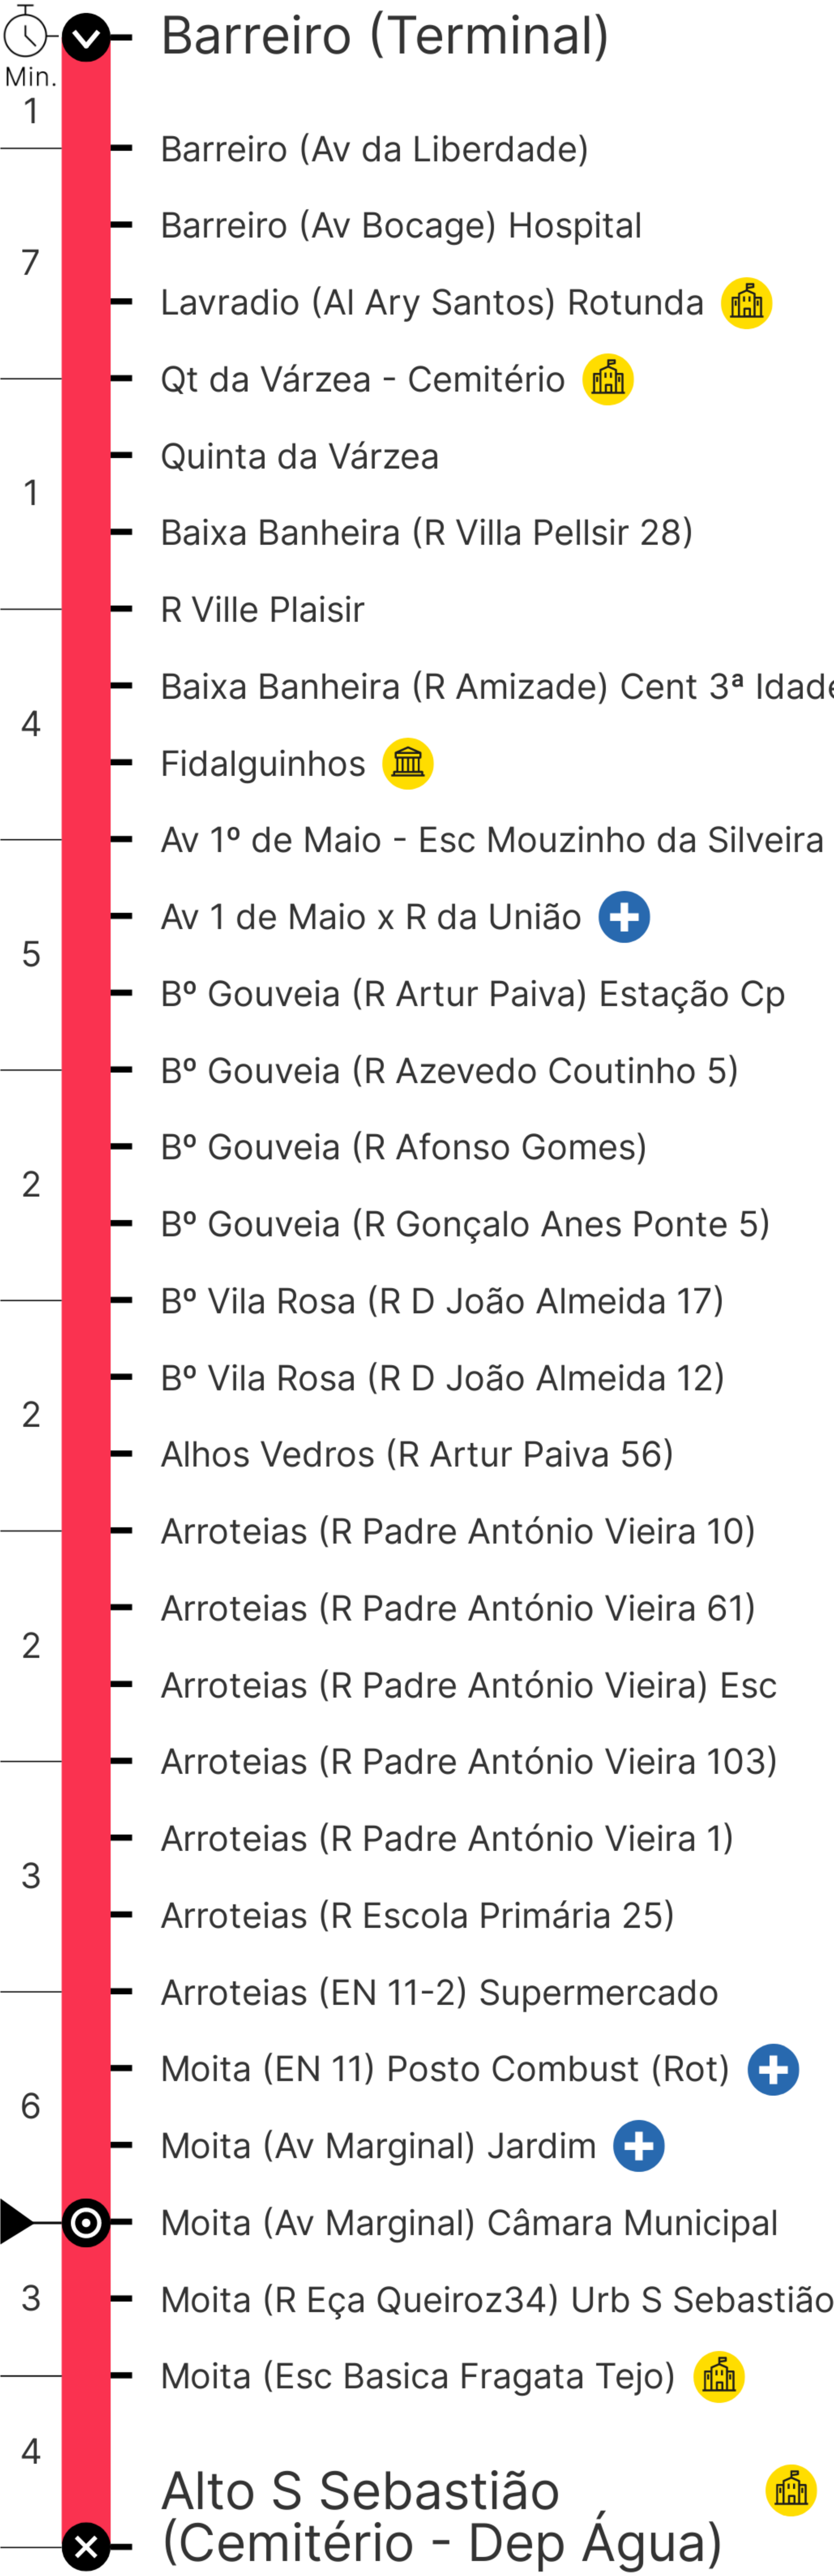 Barreiro (Terminal)
Min.
1
Barreiro (Av da Liberdade)
Barreiro (Av Bocage) Hospital
7
Lavradio (Al Ary Santos) Rotunda
Qt da Várzea - Cemitério
Quinta da Várzea
1
Baixa Banheira (R Villa Pellsir 28)
R Ville Plaisir
Baixa Banheira (R Amizade) Cent 3ª Idade
4
Fidalguinhos
Av 1º de Maio - Esc Mouzinho da Silveira
Av 1 de Maio x R da União
5
Bº Gouveia (R Artur Paiva) Estação Cp
Bº Gouveia (R Azevedo Coutinho 5)
Bº Gouveia (R Afonso Gomes)
2
Bº Gouveia (R Gonçalo Anes Ponte 5)
Bº Vila Rosa (R D João Almeida 17)
Bº Vila Rosa (R D João Almeida 12)
2
Alhos Vedros (R Artur Paiva 56)
Arroteias (R Padre António Vieira 10)
Arroteias (R Padre António Vieira 61)
2
Arroteias (R Padre António Vieira) Esc
Arroteias (R Padre António Vieira 103)
Arroteias (R Padre António Vieira 1)
3
Arroteias (R Escola Primária 25)
Arroteias (EN 11-2) Supermercado
Moita (EN 11) Posto Combust (Rot)
6
Moita (Av Marginal) Jardim
Moita (Av Marginal) Câmara Municipal
3
Moita (R Eça Queiroz34) Urb S Sebastião
Moita (Esc Basica Fragata Tejo)
4
Alto S Sebastião
(Cemitério - Dep Água)